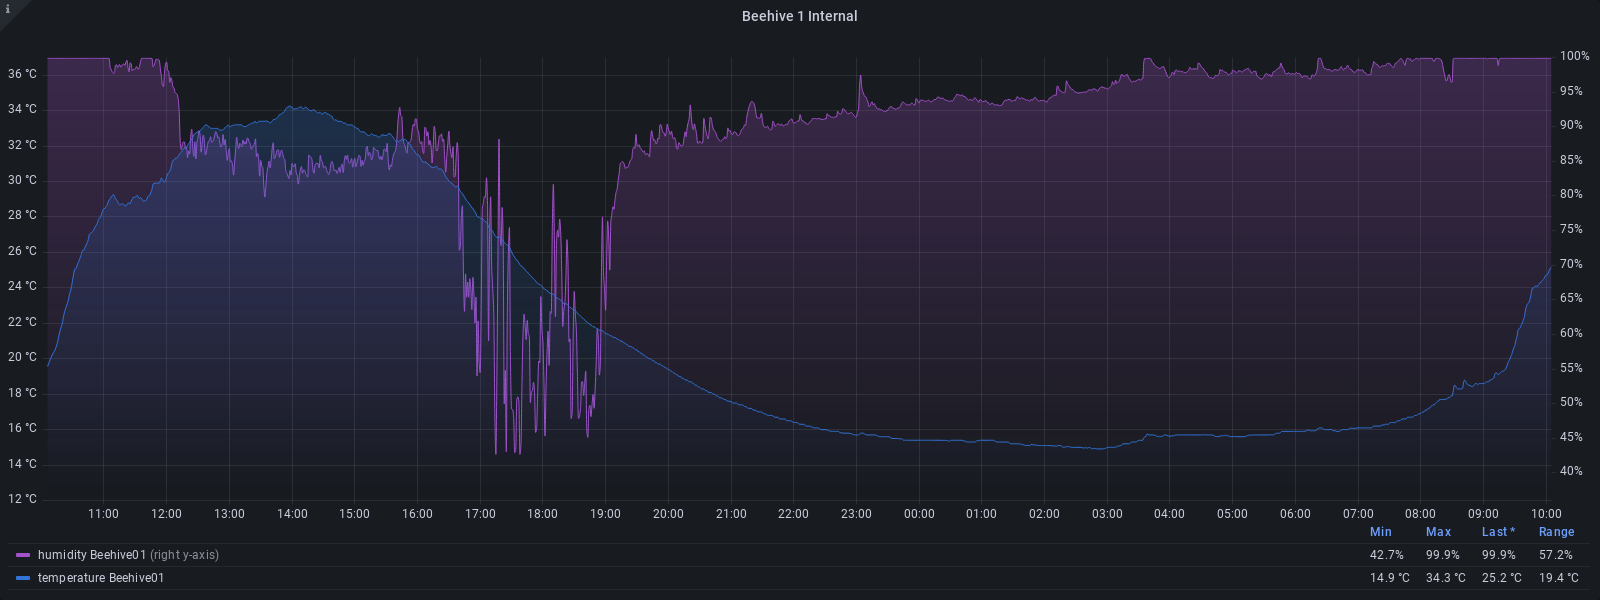 i
Beehive 1 Internal
36 °C
34 °C
32 °C
30 °C
28 °C
26 °C
24 °C
22 °C
20 °C
18 °C
16 °C
14 °C
12 °C
100%
95%
90%
85%
80%
75%
70%
65%
60%
55%
50%
45%
40%
11:00 12:00 13:00 14:00 15:00 16:00 17:00 18:00 19:00 20:00 21:00 22:00 23:00 00:00 01:00 02:00 03:00 04:00 05:00 06:00 07:00 08:00 09:00 10:00
Min Max Last * Range
humidity Beehive01 (right y-axis) 42.7% 99.9% 99.9% 57.2%
temperature Beehive01 14.9 °C 34.3 °C 25.2 °C 19.4 °C